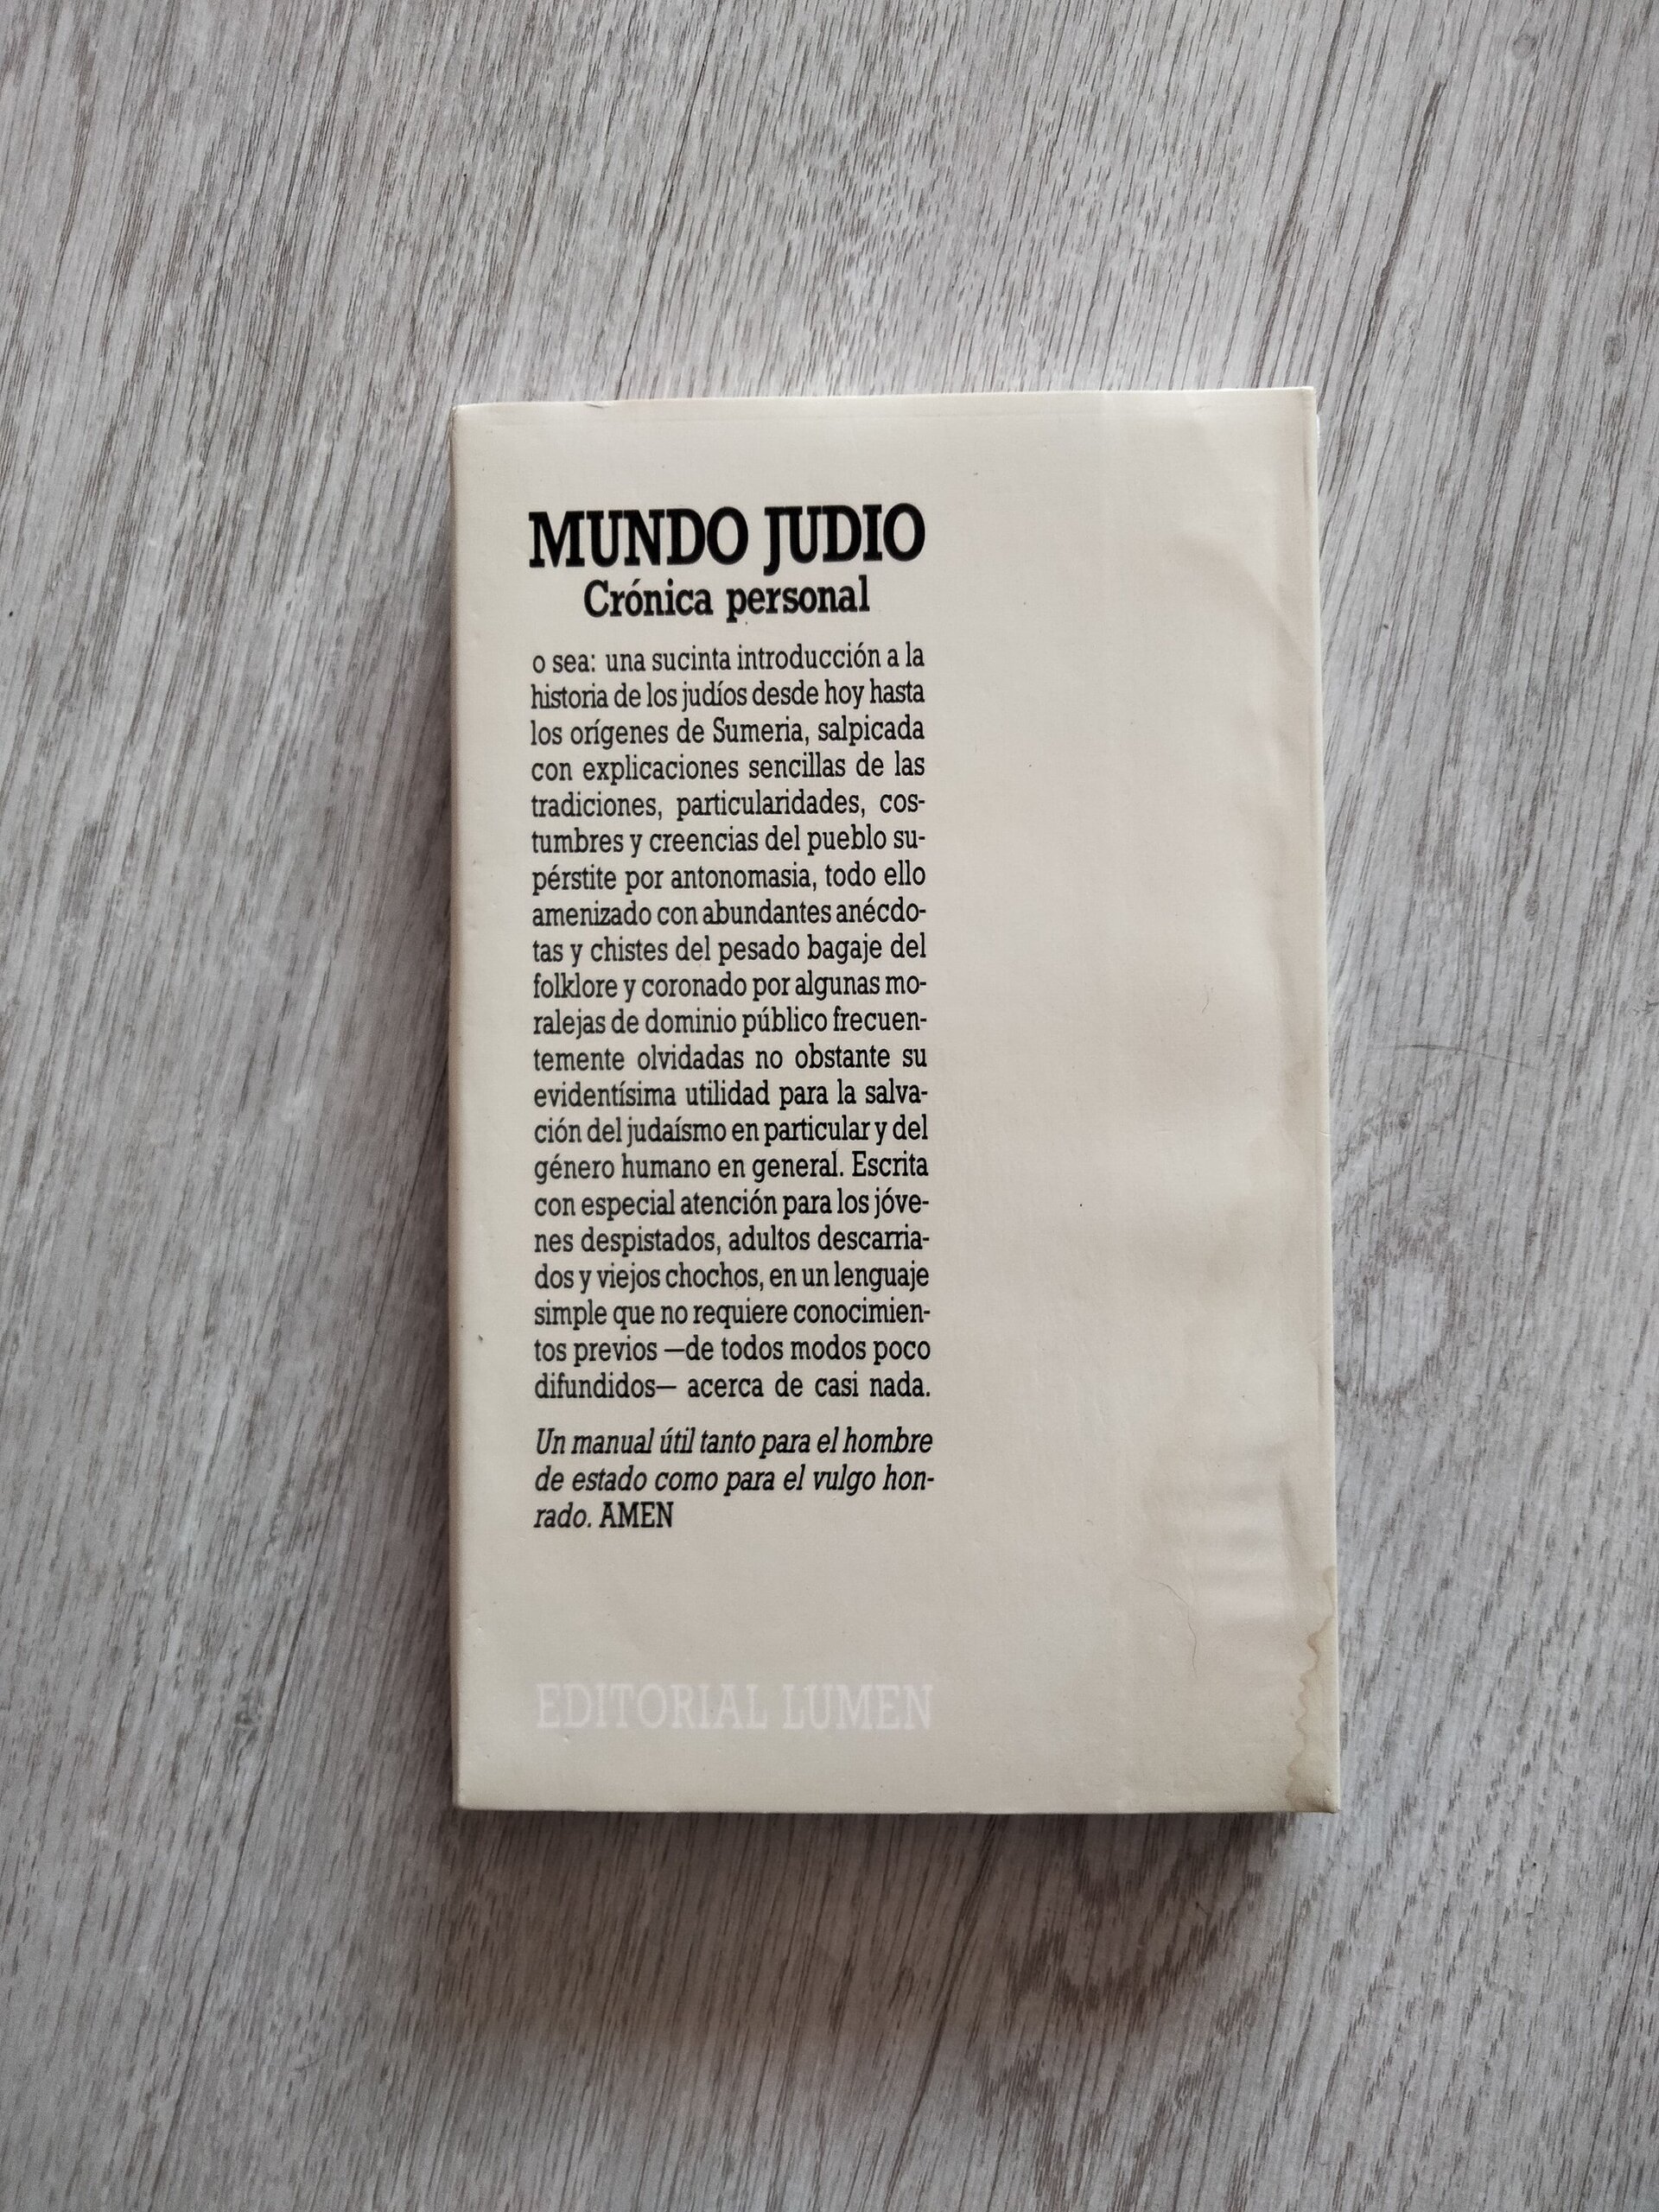 MUNDO JUDIO
Crónica personal
o sea: una sucinta introducción a la
historia de los judíos desde hoy hasta
los orígenes de Sumeria, salpicada
con explicaciones sencillas de las
tradiciones, particularidades, cos-
tumbres y creencias del pueblo su-
pérstite por antonomasia, todo ello
amenizado con abundantes anécdo-
tas y chistes del pesado bagaje del
folklore y coronado por algunas mo-
ralejas de dominio público frecuen-
temente olvidadas no obstante su
evidentísima utilidad para la salva-
ción del judaísmo en particular y del
género humano en general. Escrita
con especial atención para los jóve-
nes despistados, adultos descarria-
dos y viejos chochos, en un lenguaje
simple que no requiere conocimien-
tos previos —de todos modos poco
difundidos— acerca de casi nada.
Un manual útil tanto para el hombre
de estado como para el vulgo hon-
rado. AMEN
EDITORIAL LUMEN